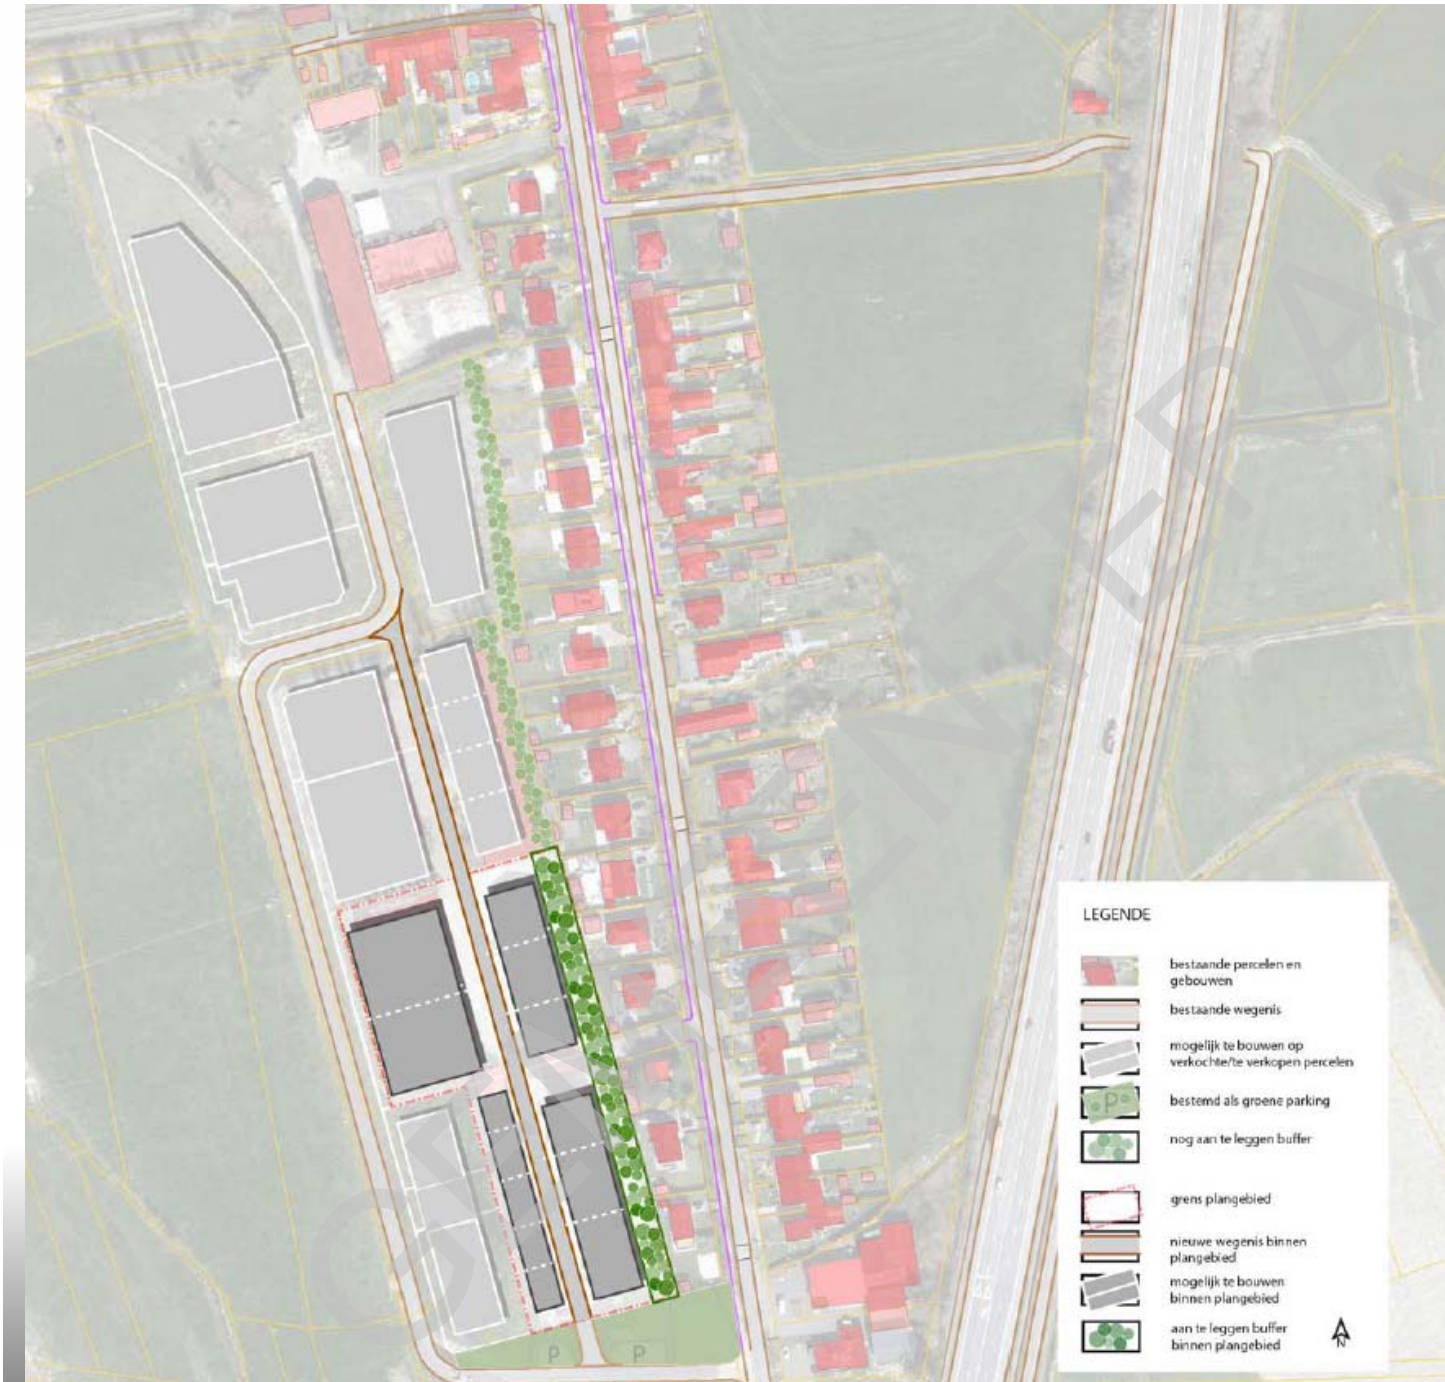 P P
LEGENDE
bestaande percelen en
gebouwen
bestaande wegenis
mogelijk te bouwen op
verkochte/te verkopen percelen
P
bestemd als groene parking
nog aan te leggen buffer
grens plangebied
nieuwe wegenis binnen
plangebied
mogelijk te bouwen
binnen plangebied
aan te leggen buffer
binnen plangebied
N